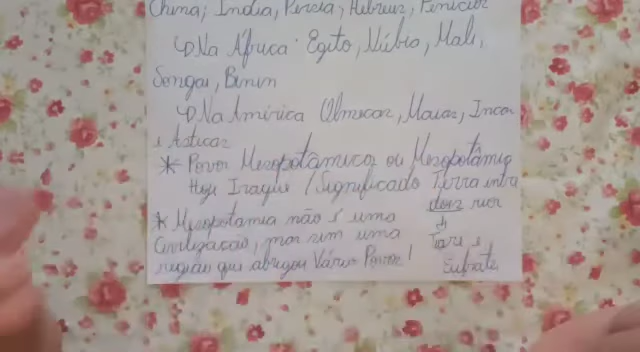 China, India, Persia, Hebreus, Fenícios
↳ Na África: Egito, Núbia, Mali,
Songai, Benin
↳ Na América Olmecas, Maias, Incas
e Astecas
* Povos Mesopotâmicos ou Mesopotâmia
Hoje Iraque / Significado Terra entre
dois rios
↳
Tigre e
Eufrates
* Mesopotamia não é uma
Civilização, mas sim uma
região que abrigou Vários Povos!